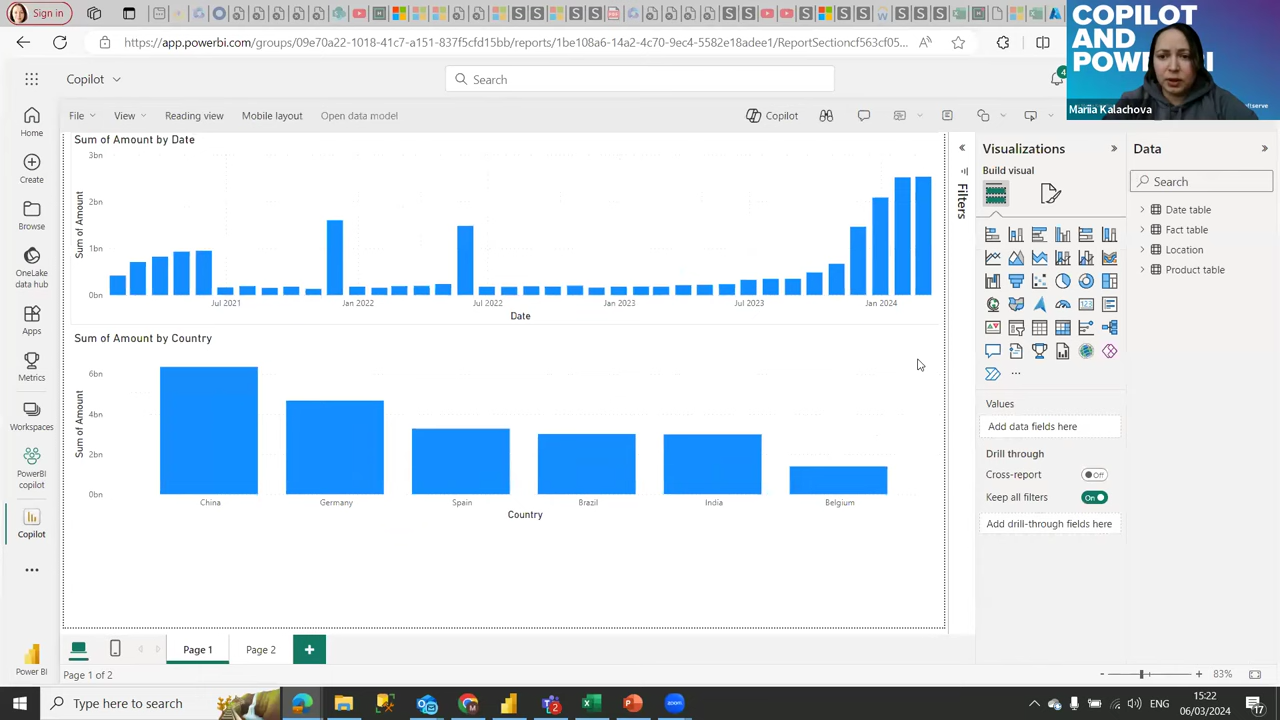 Sign in
https://app.powerbi.com/groups/09e70a22-1018-41c7-a151-837f5cfd15bb/reports/1be108a6-14a2-4c70-9ec4-5582e18adee1/ReportSectioncf563cf05...
COPILOT
AND
POWE
Mariia Kalachova
Copilot
Search
4
File
View
Reading view
Mobile layout
Open data model
Copilot
Home
Create
Browse
OneLake
data hub
Apps
Metrics
Workspaces
PowerBI
copilot
Copilot
Power BI
Sum of Amount by Date
Sum of Amount
3bn
2bn
1bn
0bn
Jul 2021
Jan 2022
Jul 2022
Jan 2023
Jul 2023
Jan 2024
Date
Sum of Amount by Country
Sum of Amount
6bn
4bn
2bn
0bn
China
Germany
Spain
Brazil
India
Belgium
Country
Filters
Visualizations
Build visual
Values
Add data fields here
Drill through
Cross-report
Off
Keep all filters
On
Add drill-through fields here
Data
Search
Date table
Fact table
Location
Product table
Page 1
Page 2
Page 1 of 2
83%
Type here to search
ENG
15:22
06/03/2024
17